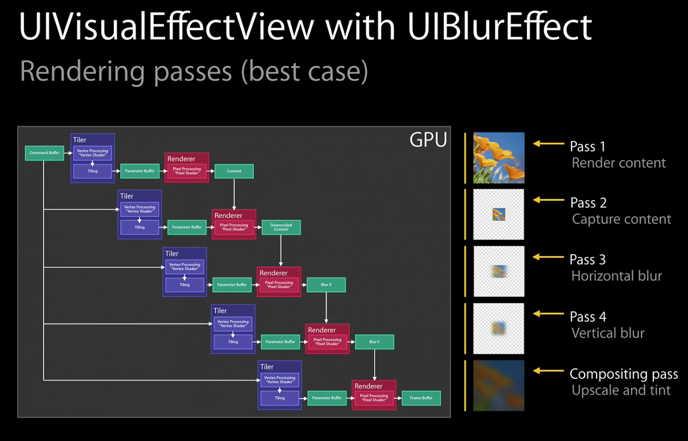 UIVisualEffectView with UIBlurEffect
Rendering passes (best case)
GPU
Command Buffer
Tiler
Vertex Processing
"Vertex Shader"
Tiling
Parameter Buffer
Renderer
Pixel Processing
"Pixel Shader"
Content
Tiler
Vertex Processing
"Vertex Shader"
Tiling
Parameter Buffer
Renderer
Pixel Processing
"Pixel Shader"
Downscaled
Content
Tiler
Vertex Processing
"Vertex Shader"
Tiling
Parameter Buffer
Renderer
Pixel Processing
"Pixel Shader"
Blur X
Tiler
Vertex Processing
"Vertex Shader"
Tiling
Parameter Buffer
Renderer
Pixel Processing
"Pixel Shader"
Blur Y
Tiler
Vertex Processing
"Vertex Shader"
Tiling
Parameter Buffer
Renderer
Pixel Processing
"Pixel Shader"
Frame Buffer
Pass 1
Render content
Pass 2
Capture content
Pass 3
Horizontal blur
Pass 4
Vertical blur
Compositing pass
Upscale and tint